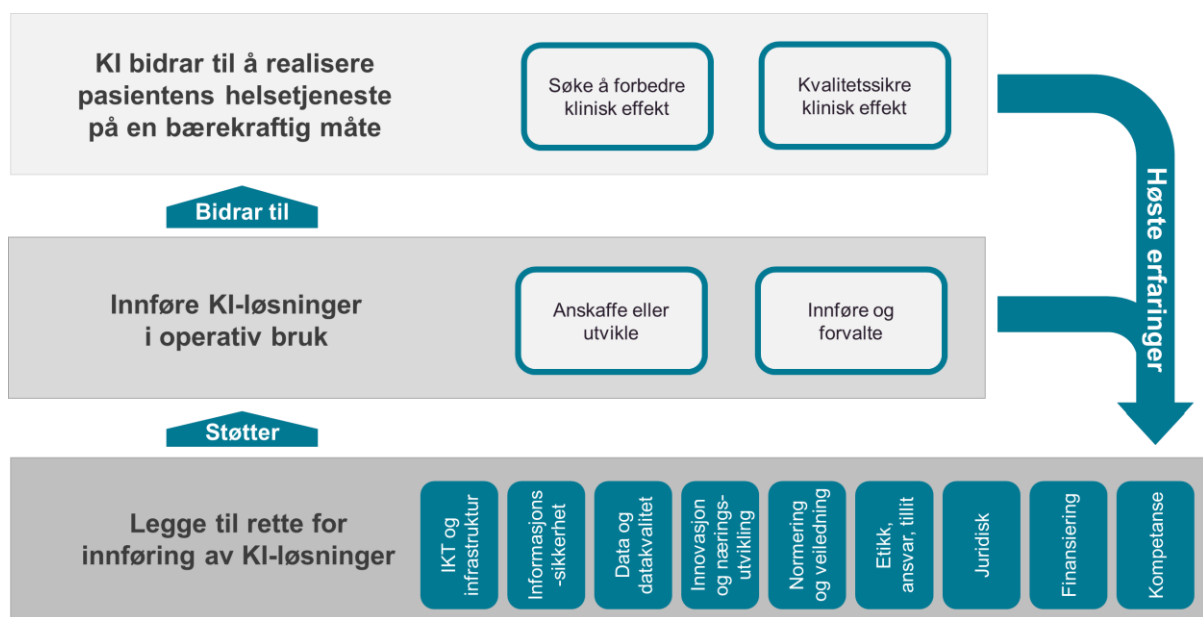 KI bidrar til å realisere
pasientens helsetjeneste
på en bærekraftig måte
Søke å forbedre
klinisk effekt
Kvalitetssikre
klinisk effekt
Bidrar til
Høste erfaringer
Innføre KI-løsninger
i operativ bruk
Anskaffe eller
utvikle
Innføre og
forvalte
Støtter
Legge til rette for
innføring av KI-løsninger
IKT og
infrastruktur
Informasjons
-sikkerhet
Data og
datakvalitet
Innovasjon
og nærings-
utvikling
Normering
og veiledning
Etikk,
ansvar, tillit
Juridisk
Finansiering
Kompetanse